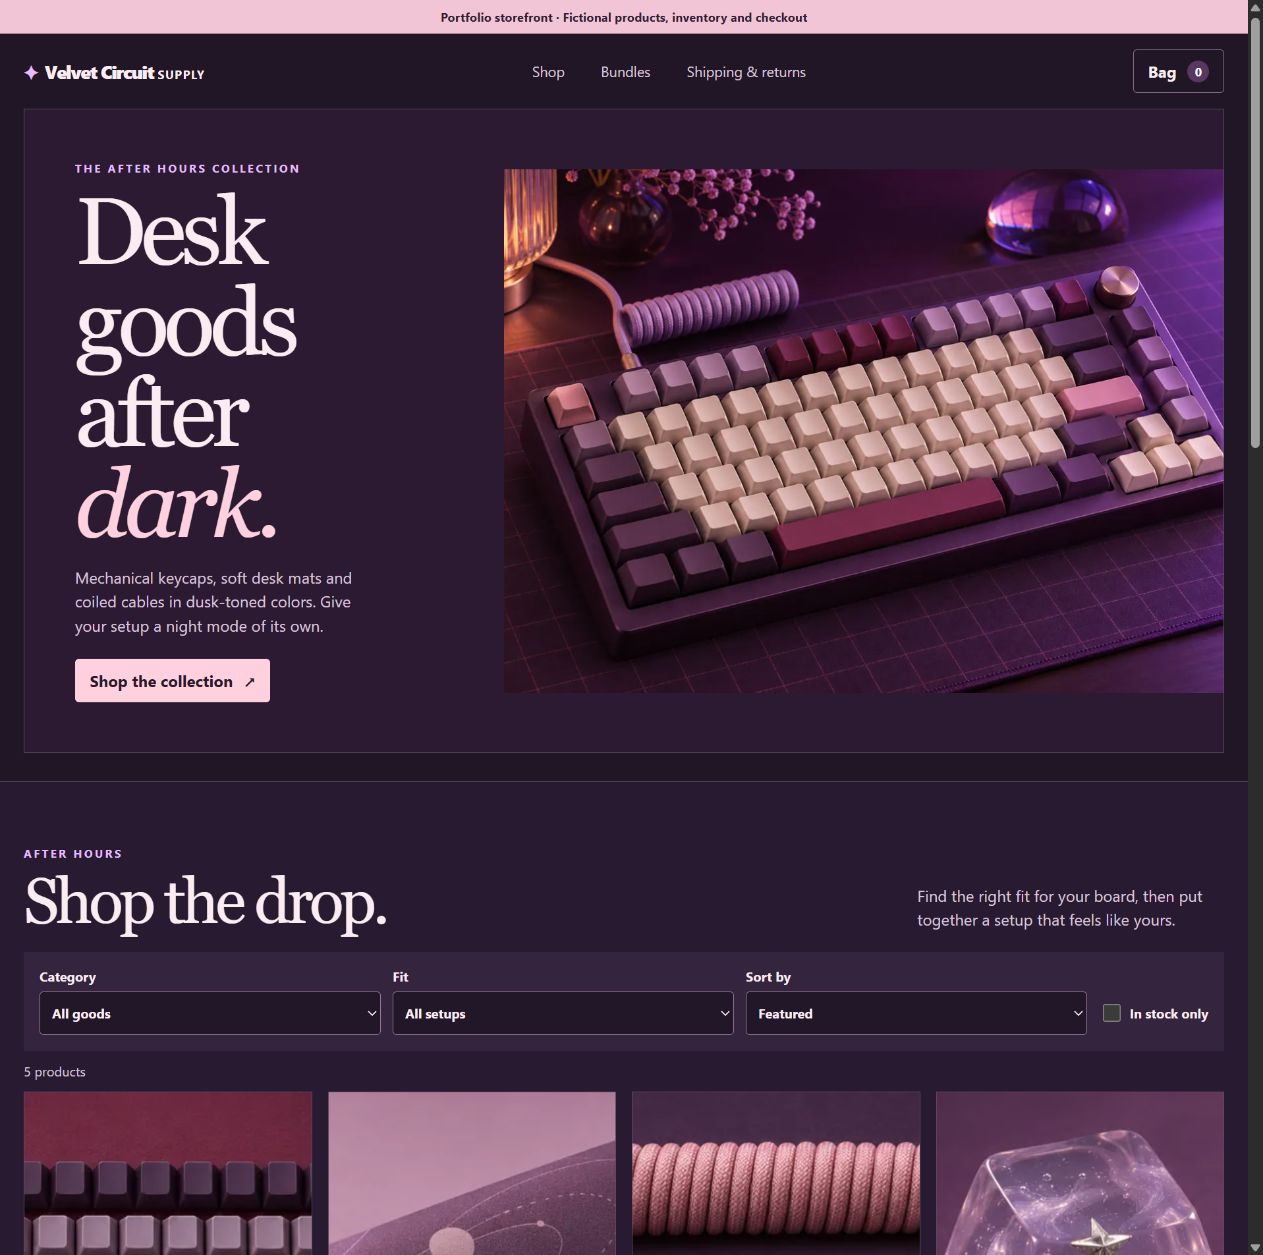 Portfolio storefront · Fictional products, inventory and checkout
✦ Velvet Circuit SUPPLY
Shop
Bundles
Shipping & returns
Bag 0
THE AFTER HOURS COLLECTION
Desk
goods
after
dark.
Mechanical keycaps, soft desk mats and
coiled cables in dusk-toned colors. Give
your setup a night mode of its own.
Shop the collection ↗
AFTER HOURS
Shop the drop.
Find the right fit for your board, then put
together a setup that feels like yours.
Category
All goods
Fit
All setups
Sort by
Featured
In stock only
5 products